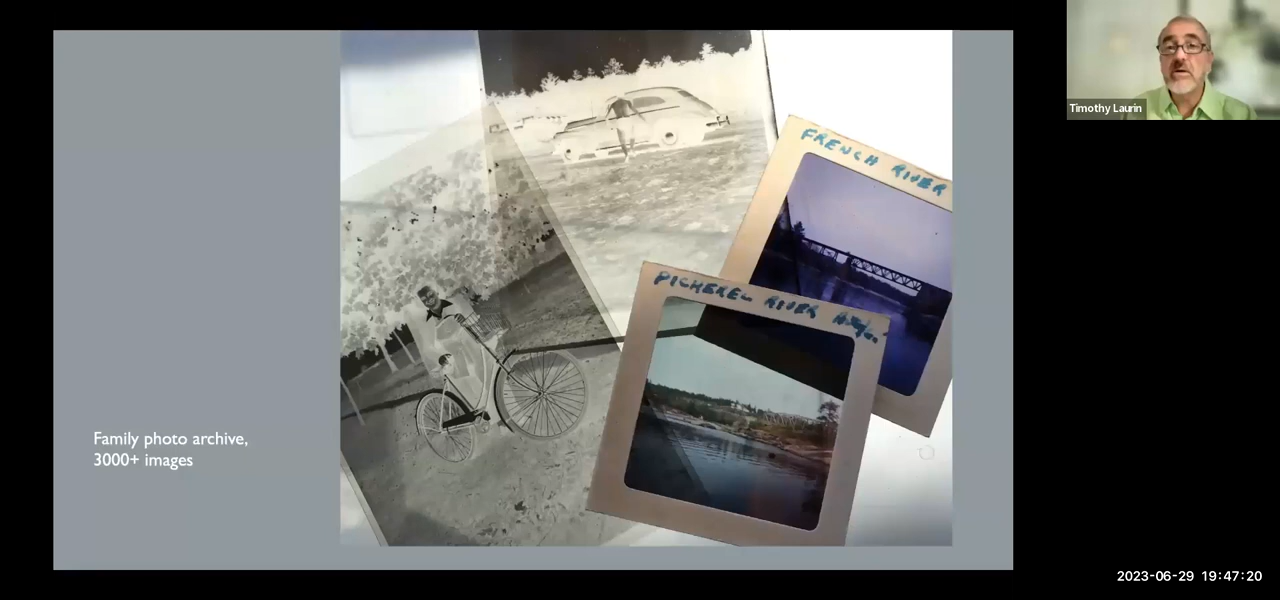 Timothy Laurin
FRENCH RIVER
PICKEREL RIVER
Family photo archive,
3000+ images
2023-06-29 19:47:20